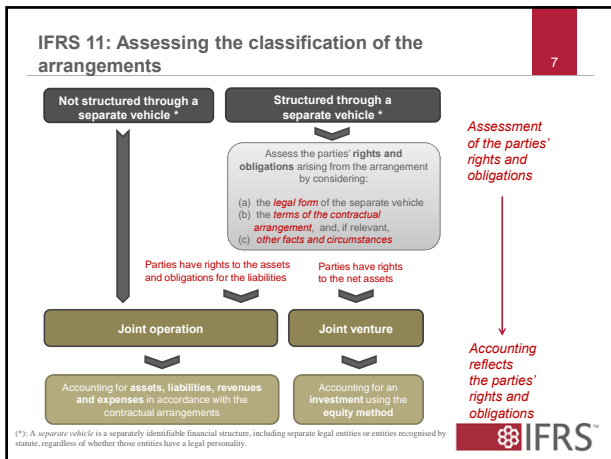 IFRS 11: Assessing the classification of the
arrangements
7
Not structured through a
separate vehicle *
Structured through a
separate vehicle *
Assess the parties' rights and
obligations arising from the arrangement
by considering:
(a) the legal form of the separate vehicle
(b) the terms of the contractual
arrangement, and, if relevant,
(c) other facts and circumstances
Assessment
of the parties'
rights and
obligations
Parties have rights to the assets
and obligations for the liabilities
Parties have rights
to the net assets
Joint operation
Joint venture
Accounting for assets, liabilities, revenues
and expenses in accordance with the
contractual arrangements
Accounting for an
investment using the
equity method
Accounting
reflects
the parties'
rights and
obligations
(*): A separate vehicle is a separately identifiable financial structure, including separate legal entities or entities recognised by
statute, regardless of whether those entities have a legal personality.
IFRS™